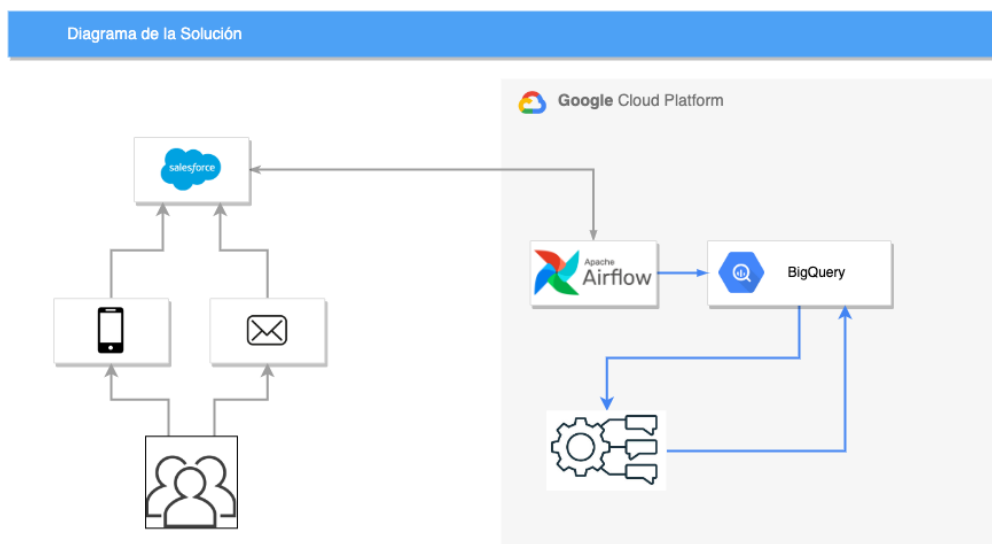 Diagrama de la Solución
Google Cloud Platform
salesforce
Apache
Airflow
BigQuery